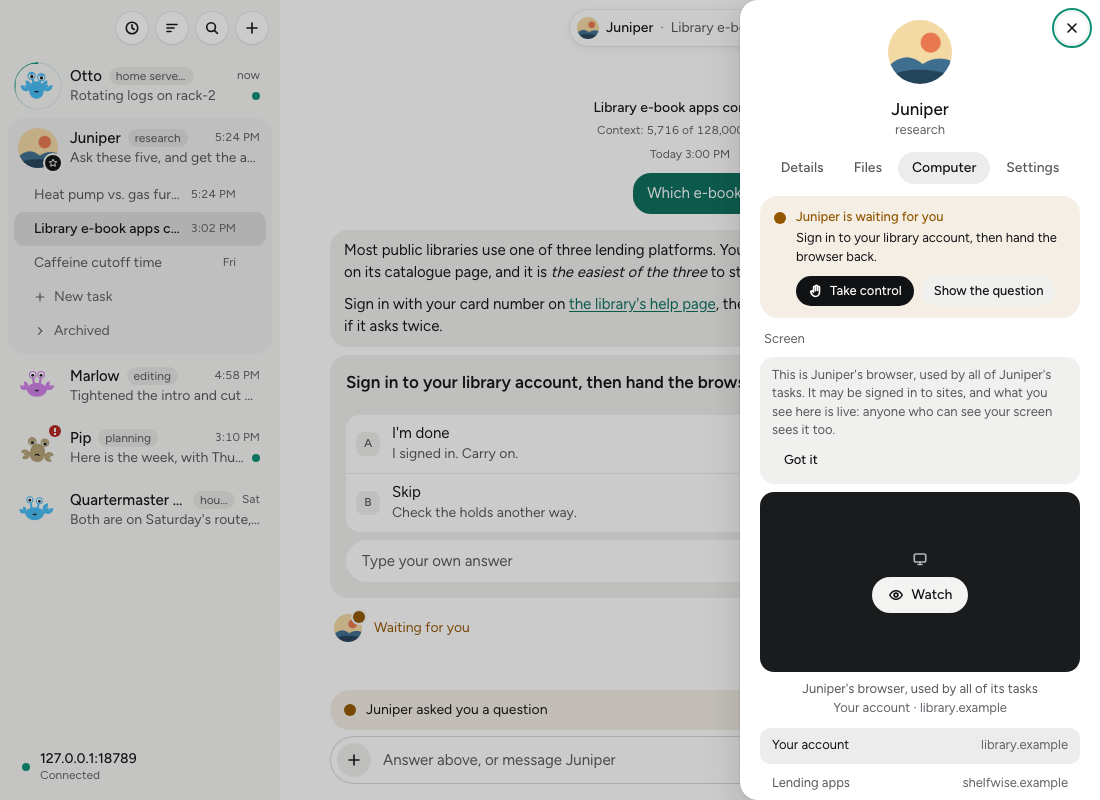 Otto
home serve...
now
Rotating logs on rack-2
Juniper
research
5:24 PM
Ask these five, and get the a...
Heat pump vs. gas fur...
5:24 PM
Library e-book apps c...
3:02 PM
Caffeine cutoff time
Fri
New task
Archived
Marlow
editing
4:58 PM
Tightened the intro and cut ...
Pip
planning
3:10 PM
Here is the week, with Thu...
Quartermaster ...
hou...
Sat
Both are on Saturday's route,...
127.0.0.1:18789
Connected
Juniper · Library e-b
Library e-book apps co
Context: 5,716 of 128,000
Today 3:00 PM
Which e-book
Most public libraries use one of three lending platforms. You
on its catalogue page, and it is the easiest of the three to st
Sign in with your card number on the library's help page, the
if it asks twice.
Sign in to your library account, then hand the brows
A
I'm done
I signed in. Carry on.
B
Skip
Check the holds another way.
Type your own answer
Waiting for you
Juniper asked you a question
Answer above, or message Juniper
Juniper
research
Details
Files
Computer
Settings
Juniper is waiting for you
Sign in to your library account, then hand the
browser back.
Take control
Show the question
Screen
This is Juniper's browser, used by all of Juniper's
tasks. It may be signed in to sites, and what you
see here is live: anyone who can see your screen
sees it too.
Got it
Watch
Juniper's browser, used by all of its tasks
Your account · library.example
Your account
library.example
Lending apps
shelfwise.example